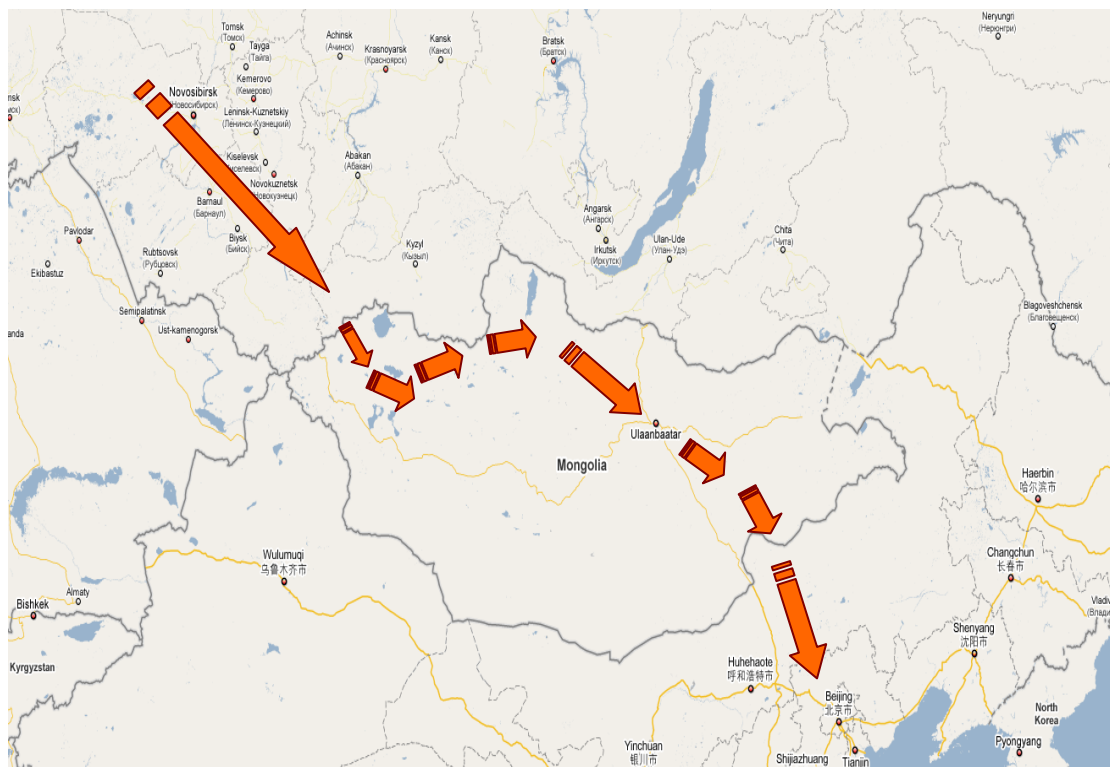 Neryungri
(Нерюнгри)
Tomsk
(Томск)
Achinsk
(Ачинск)
Kansk
(Канск)
Bratsk
(Братск)
Tayga
(Тайга)
Krasnoyarsk
(Красноярск)
Kemerovo
(Кемерово)
Novosibirsk
(Новосибирск)
Leninsk-Kuznetskiy
(Ленинск-Кузнецкий)
Kiselevsk
Abakan
(Абакан)
Novokuznetsk
Barnaul
(Барнаул)
Angarsk
(Ангарск)
Pavlodar
Biysk
(Бийск)
Kyzyl
(Кызыл)
Irkutsk
(Иркутск)
Ulan-Ude
(Улан-Удэ)
Chita
(Чита)
Rubtsovsk
(Рубцовск)
Ekibastuz
Semipalatinsk
Blagoveshchensk
(Благовещенск)
Ust-kamenogorsk
Ulaanbaatar
Mongolia
Haerbin
哈尔滨市
Wulumuqi
乌鲁木齐市
Changchun
长春市
Almaty
Bishkek
Shenyang
沈阳市
Kyrgyzstan
Huhehaote
呼和浩特市
Beijing
北京市
North
Korea
Yinchuan
银川市
Pyongyang
Shijiazhuang
Tianjin